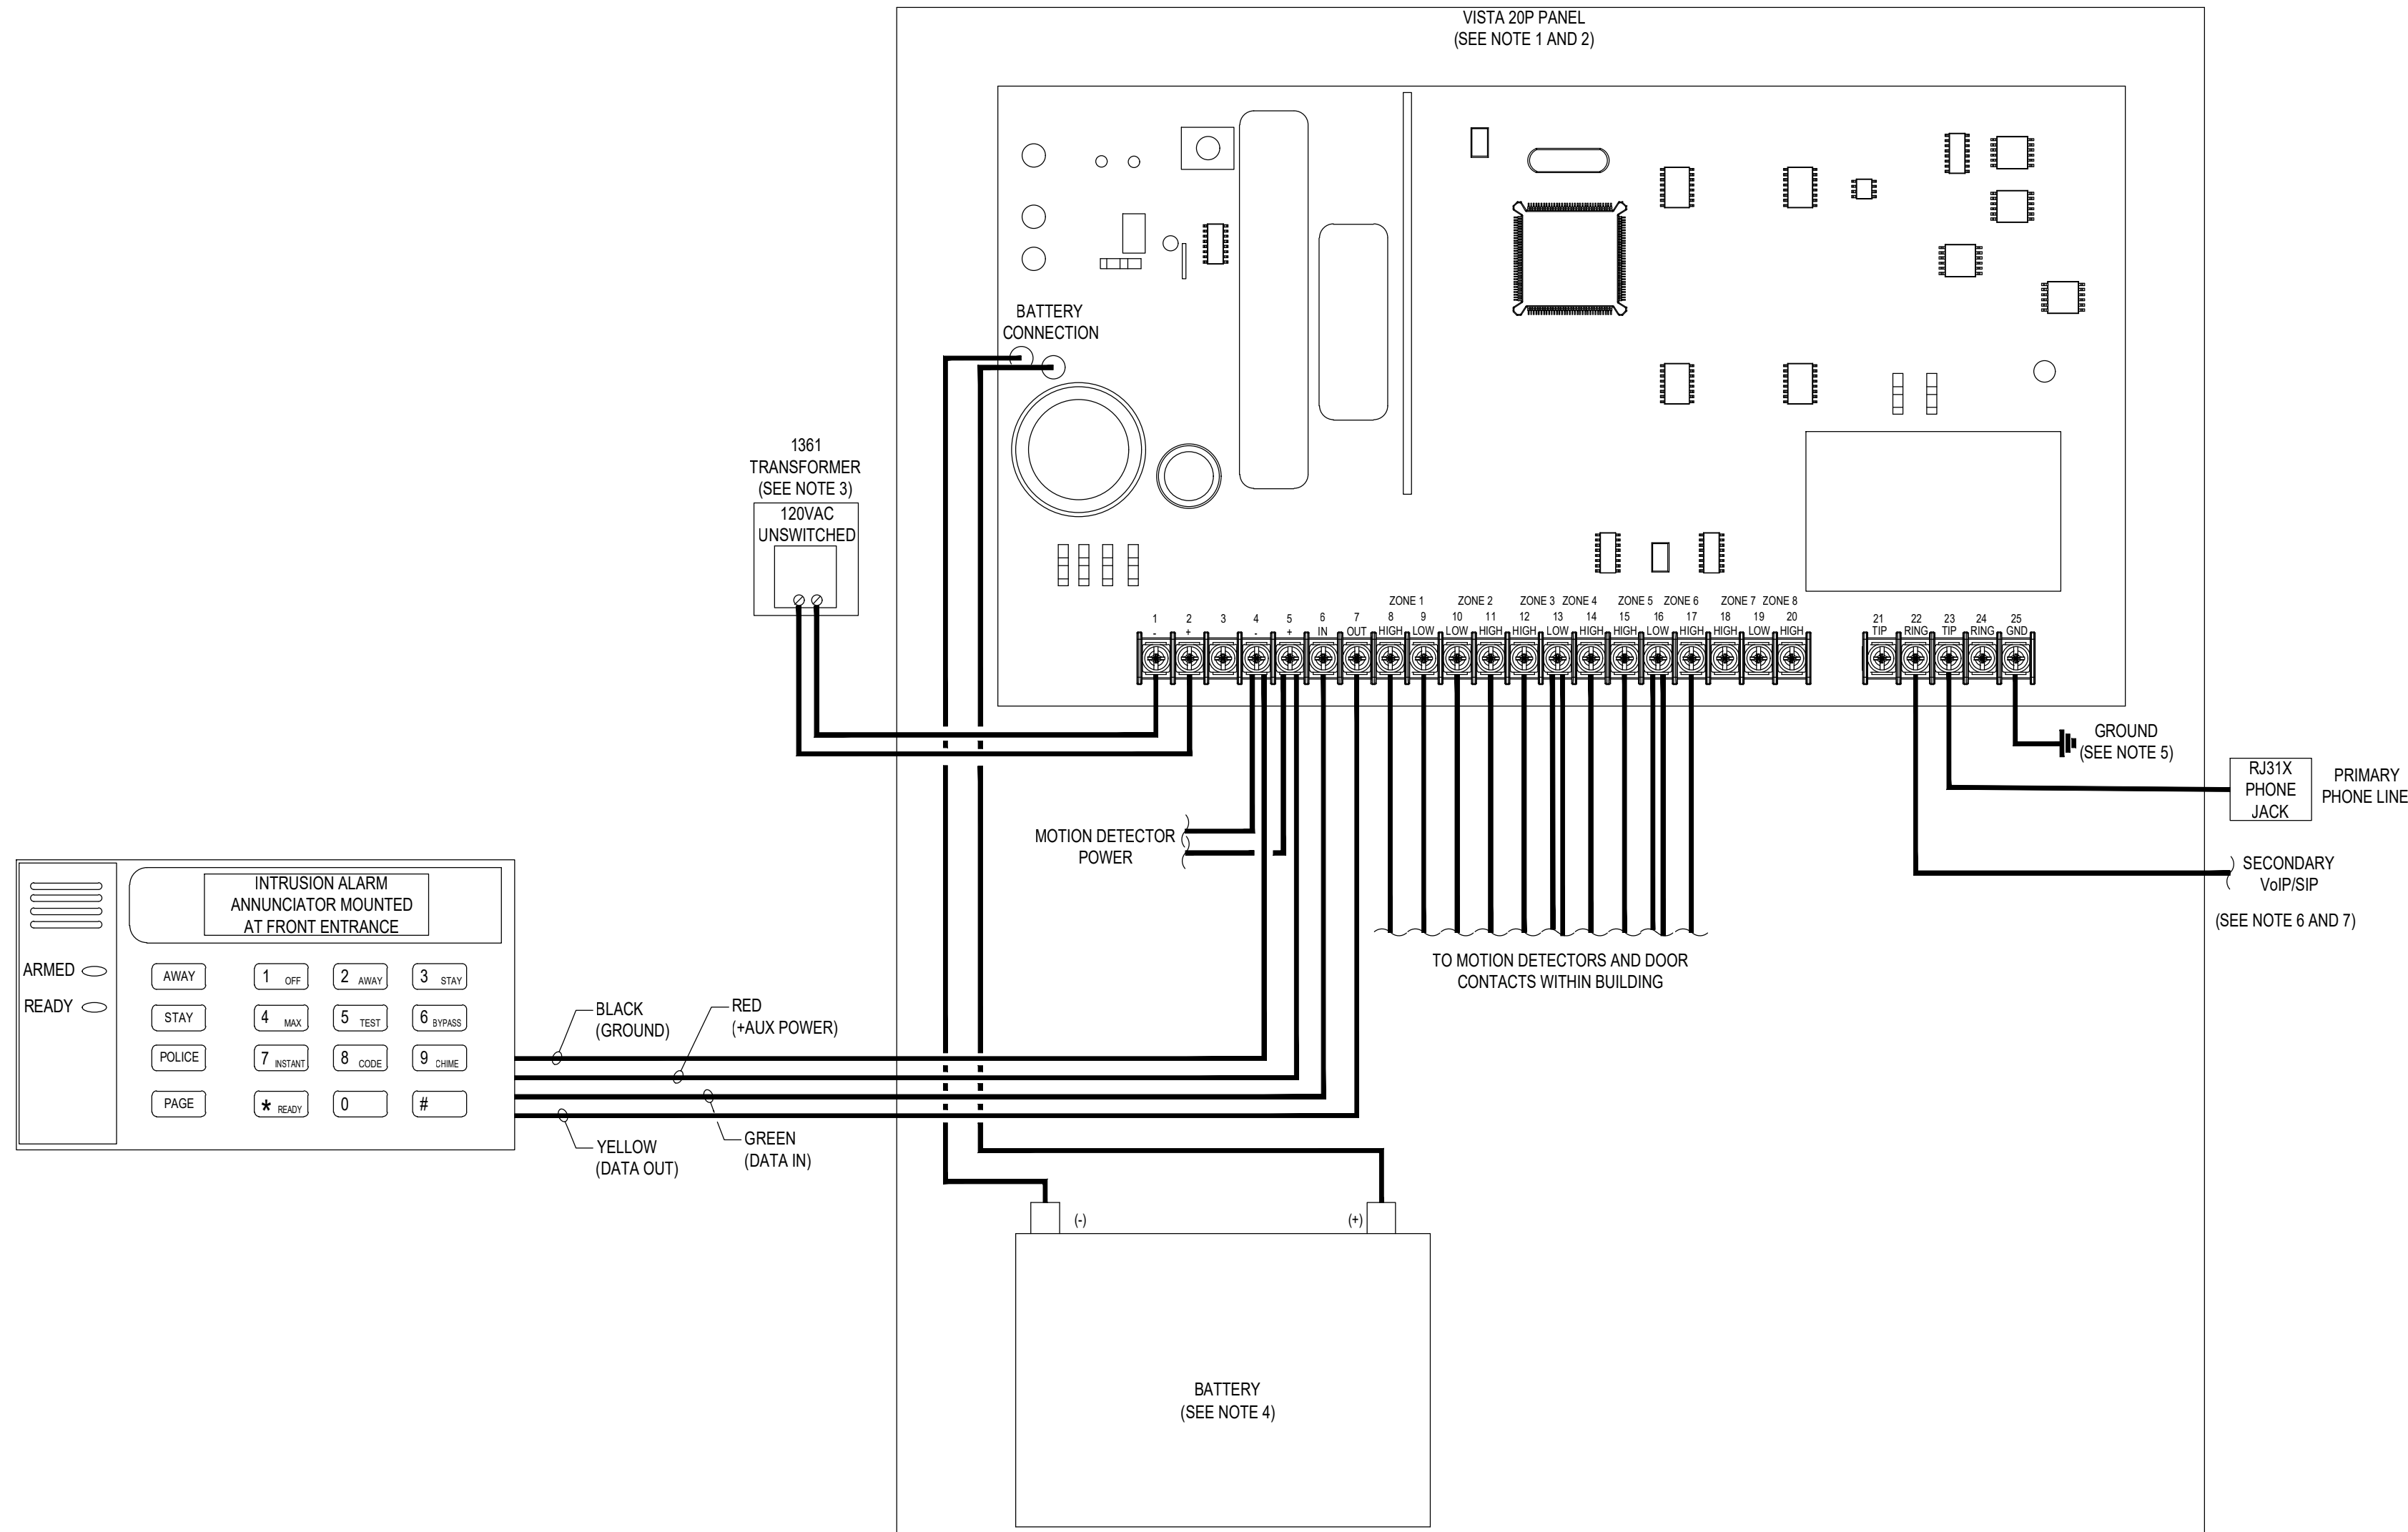 VISTA 20P PANEL
(SEE NOTE 1 AND 2)
BATTERY
CONNECTION
1361
TRANSFORMER
(SEE NOTE 3)
120VAC
UNSWITCHED
ZONE 1 ZONE 2 ZONE 3 ZONE 4 ZONE 5 ZONE 6 ZONE 7 ZONE 8
1 2 3 4 5 6 7 8 9 10 11 12 13 14 15 16 17 18 19 20
- + - + IN OUT HIGH LOW LOW HIGH HIGH LOW HIGH HIGH LOW HIGH HIGH LOW HIGH
21 22 23 24 25
TIP RING TIP RING GND
GROUND
(SEE NOTE 5)
RJ31X
PHONE
JACK
PRIMARY
PHONE LINE
MOTION DETECTOR
POWER
SECONDARY
VoIP/SIP
(SEE NOTE 6 AND 7)
TO MOTION DETECTORS AND DOOR
CONTACTS WITHIN BUILDING
INTRUSION ALARM
ANNUNCIATOR MOUNTED
AT FRONT ENTRANCE
ARMED
READY
AWAY 1 OFF 2 AWAY 3 STAY
STAY 4 MAX 5 TEST 6 BYPASS
POLICE 7 INSTANT 8 CODE 9 CHIME
PAGE * READY 0 #
BLACK
(GROUND)
RED
(+AUX POWER)
YELLOW
(DATA OUT)
GREEN
(DATA IN)
(-) (+)
BATTERY
(SEE NOTE 4)